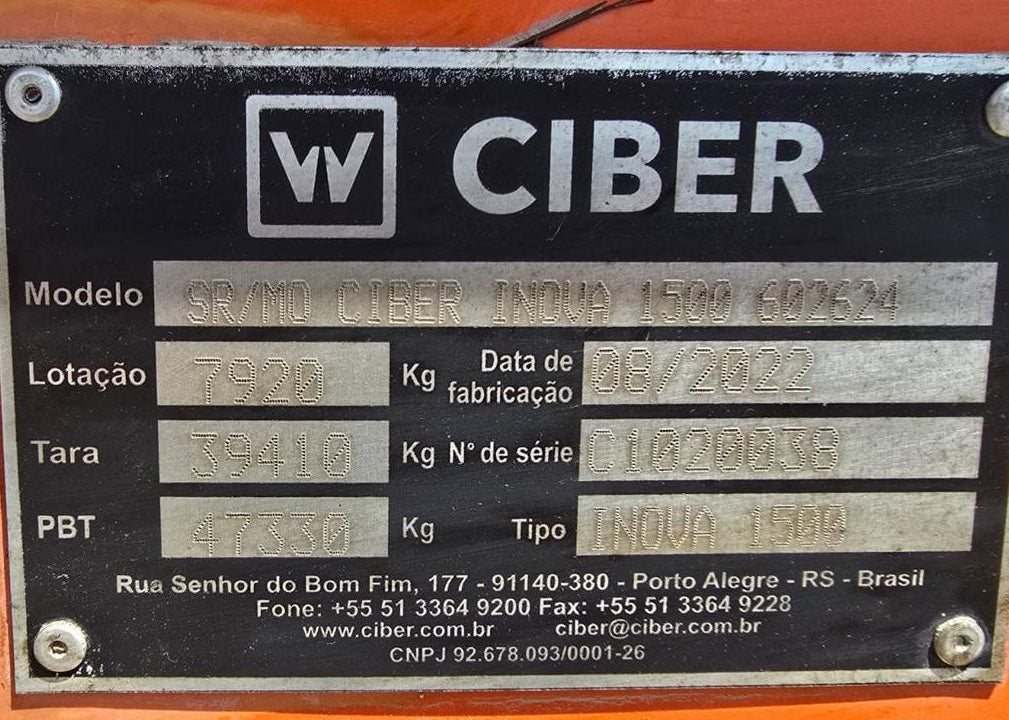 W CIBER
Modelo SR/MO CIBER INOVA 1500 602624
Lotação 7920 Kg Data de fabricação 08/2022
Tara 39410 Kg N° de série C1020038
PBT 47330 Kg Tipo INOVA 1500
Rua Senhor do Bom Fim, 177 - 91140-380 - Porto Alegre - RS - Brasil
Fone: +55 51 3364 9200 Fax: +55 51 3364 9228
www.ciber.com.br ciber@ciber.com.br
CNPJ 92.678.093/0001-26